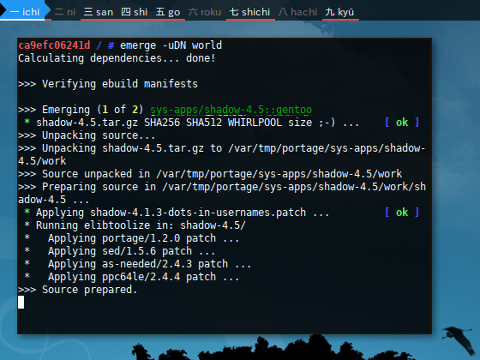 一 ichi 二 ni 三 san 四 shi 五 go 六 roku 七 shichi 八 hachi 九 kyū
ca9efc06241d / # emerge -uDN world
Calculating dependencies... done!
>>> Verifying ebuild manifests
>>> Emerging (1 of 2) sys-apps/shadow-4.5::gentoo
* shadow-4.5.tar.gz SHA256 SHA512 WHIRLPOOL size ;-) ... [ ok ]
>>> Unpacking source...
>>> Unpacking shadow-4.5.tar.gz to /var/tmp/portage/sys-apps/shadow-
4.5/work
>>> Source unpacked in /var/tmp/portage/sys-apps/shadow-4.5/work
>>> Preparing source in /var/tmp/portage/sys-apps/shadow-4.5/work/sh
adow-4.5 ...
* Applying shadow-4.1.3-dots-in-usernames.patch ... [ ok ]
* Running elibtoolize in: shadow-4.5/
*   Applying portage/1.2.0 patch ...
*   Applying sed/1.5.6 patch ...
*   Applying as-needed/2.4.3 patch ...
*   Applying ppc64le/2.4.4 patch ...
>>> Source prepared.